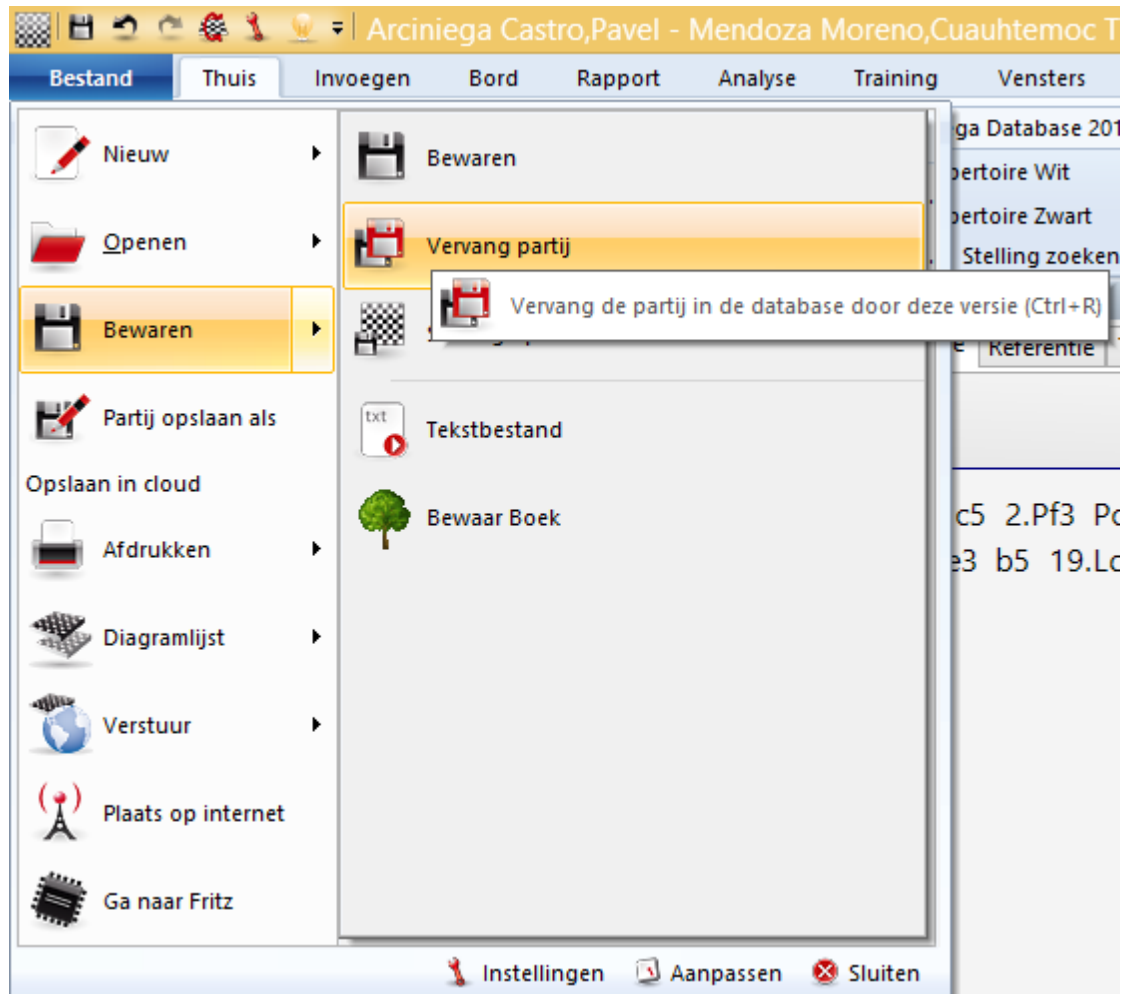 Arciniega Castro,Pavel - Mendoza Moreno,Cuauhtemoc T
Bestand Thuis Invoegen Bord Rapport Analyse Training Vensters
Nieuw
Openen
Bewaren
Partij opslaan als
Opslaan in cloud
Afdrukken
Diagramlijst
Verstuur
Plaats op internet
Ga naar Fritz
Bewaren
Vervang partij
Vervang de partij in de database door deze versie (Ctrl+R)
txt
Tekstbestand
Bewaar Boek
ga Database 201
pertoire Wit
pertoire Zwart
Stelling zoeken
Referentie
c5 2.Pf3
e3 b5 19.Lc
Instellingen Aanpassen Sluiten